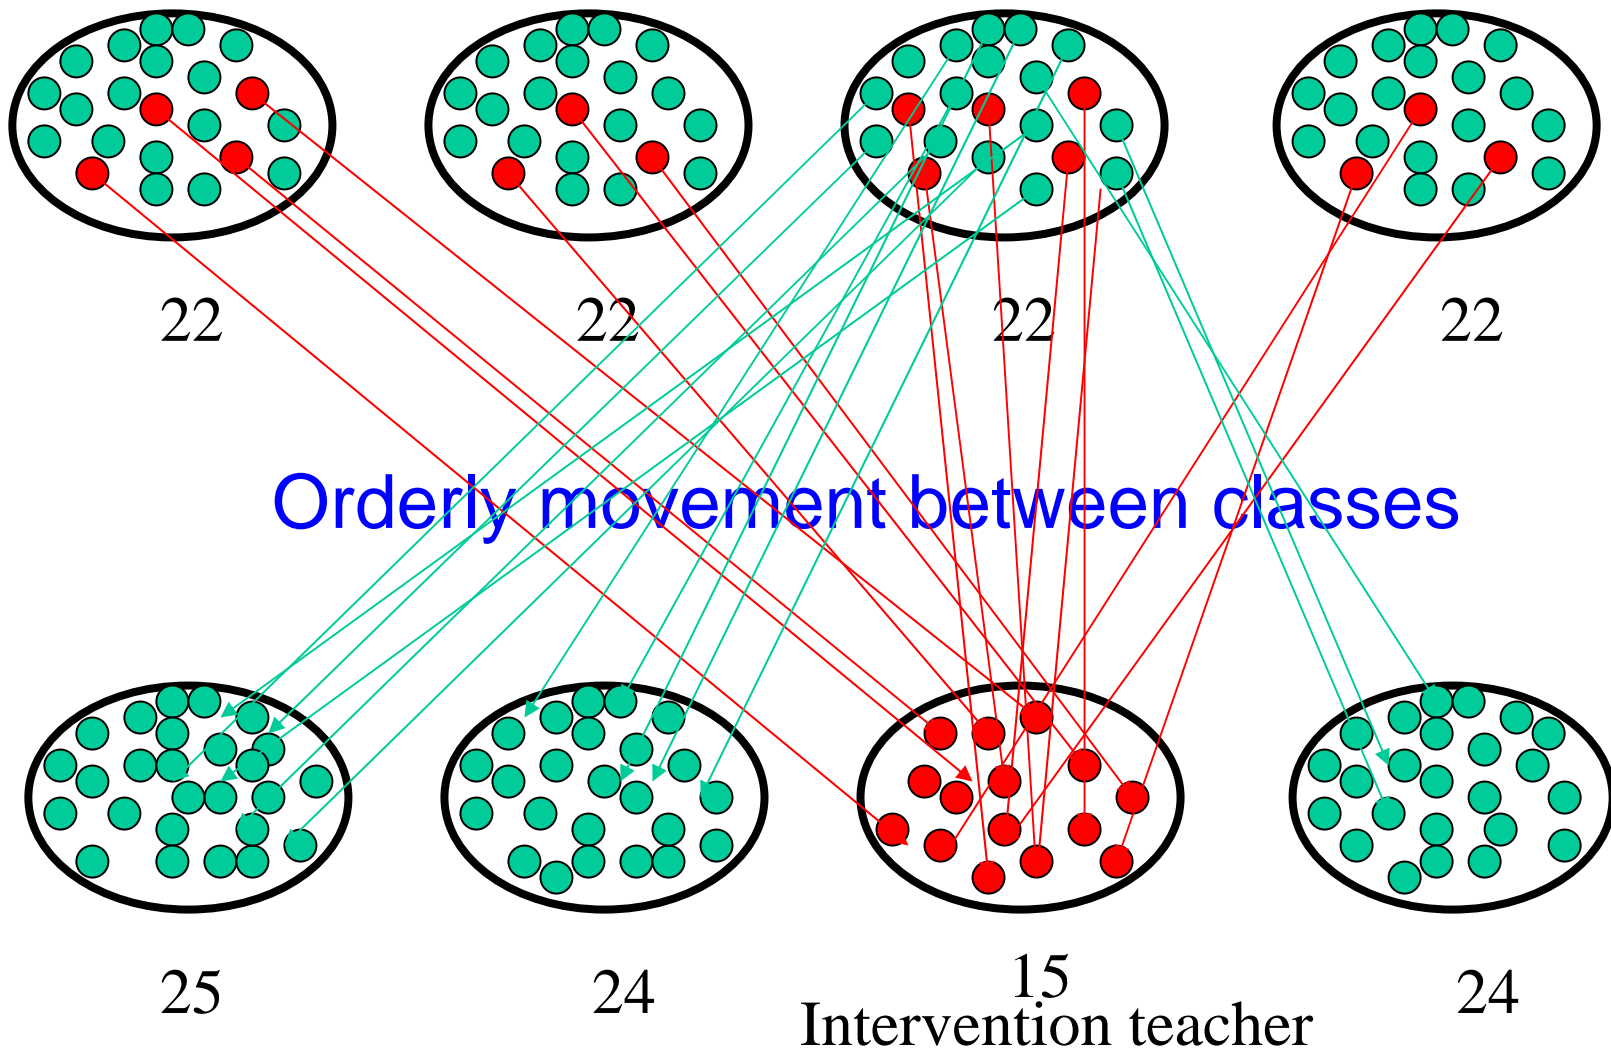 22 22 22 22
Orderly movement between classes
25 24 15 24
Intervention teacher